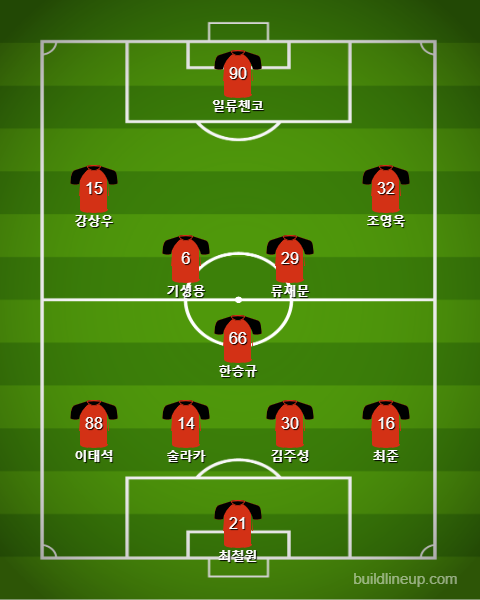 90
일류첸코
15
강상우
32
조영욱
6
기성용
29
류재문
66
한승규
88
이태석
14
술라카
30
김주성
16
최준
21
최철원
buildlineup.com